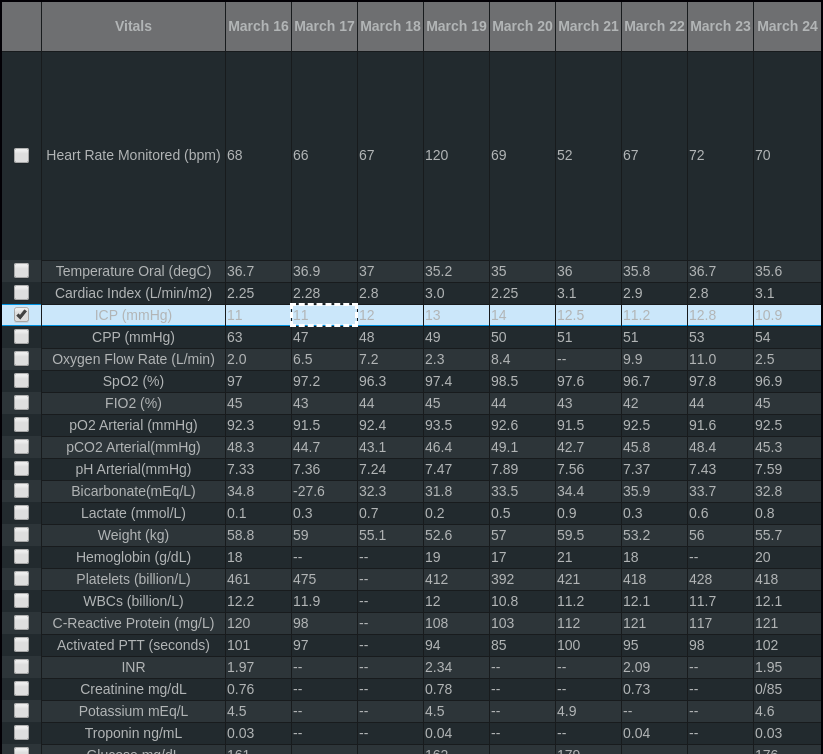 Vitals March 16 March 17 March 18 March 19 March 20 March 21 March 22 March 23 March 24
Heart Rate Monitored (bpm) 68 66 67 120 69 52 67 72 70
Temperature Oral (degC) 36.7 36.9 37 35.2 35 36 35.8 36.7 35.6
Cardiac Index (L/min/m2) 2.25 2.28 2.8 3.0 2.25 3.1 2.9 2.8 3.1
ICP (mmHg) 11 11 12 13 14 12.5 11.2 12.8 10.9
CPP (mmHg) 63 47 48 49 50 51 51 53 54
Oxygen Flow Rate (L/min) 2.0 6.5 7.2 2.3 8.4 -- 9.9 11.0 2.5
SpO2 (%) 97 97.2 96.3 97.4 98.5 97.6 96.7 97.8 96.9
FIO2 (%) 45 43 44 45 44 43 42 44 45
pO2 Arterial (mmHg) 92.3 91.5 92.4 93.5 92.6 91.5 92.5 91.6 92.5
pCO2 Arterial(mmHg) 48.3 44.7 43.1 46.4 49.1 42.7 45.8 48.4 45.3
pH Arterial(mmHg) 7.33 7.36 7.24 7.47 7.89 7.56 7.37 7.43 7.59
Bicarbonate(mEq/L) 34.8 -27.6 32.3 31.8 33.5 34.4 35.9 33.7 32.8
Lactate (mmol/L) 0.1 0.3 0.7 0.2 0.5 0.9 0.3 0.6 0.8
Weight (kg) 58.8 59 55.1 52.6 57 59.5 53.2 56 55.7
Hemoglobin (g/dL) 18 -- -- 19 17 21 18 -- 20
Platelets (billion/L) 461 475 -- 412 392 421 418 428 418
WBCs (billion/L) 12.2 11.9 -- 12 10.8 11.2 12.1 11.7 12.1
C-Reactive Protein (mg/L) 120 98 -- 108 103 112 121 117 121
Activated PTT (seconds) 101 97 -- 94 85 100 95 98 102
INR 1.97 -- -- 2.34 -- -- 2.09 -- 1.95
Creatinine mg/dL 0.76 -- -- 0.78 -- -- 0.73 -- 0/85
Potassium mEq/L 4.5 -- -- 4.5 -- 4.9 -- -- 4.6
Troponin ng/mL 0.03 -- -- 0.04 -- -- 0.04 -- 0.03
Glucose mg/dL 161 162 179 176